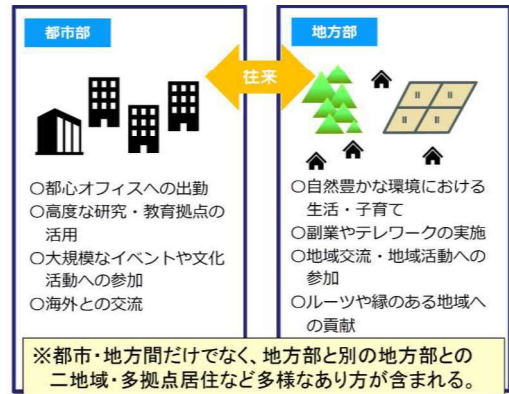 都市部
○都心オフィスへの出勤
○高度な研究・教育拠点の
活用
○大規模なイベントや文化
活動への参加
○海外との交流
往来
地方部
○自然豊かな環境における
生活・子育て
○副業やテレワークの実施
○地域交流・地域活動への
参加
○ルーツや縁のある地域へ
の貢献
※都市・地方間だけでなく、地方部と別の地方部との
二地域・多拠点居住など多様なあり方が含まれる。